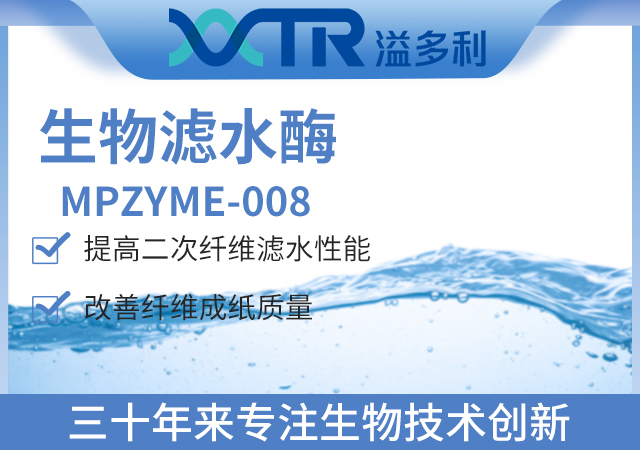 VTR 溢多利
生物滤水酶
MPZYME-008
提高二次纤维滤水性能
改善纤维成纸质量
三十年来专注生物技术创新